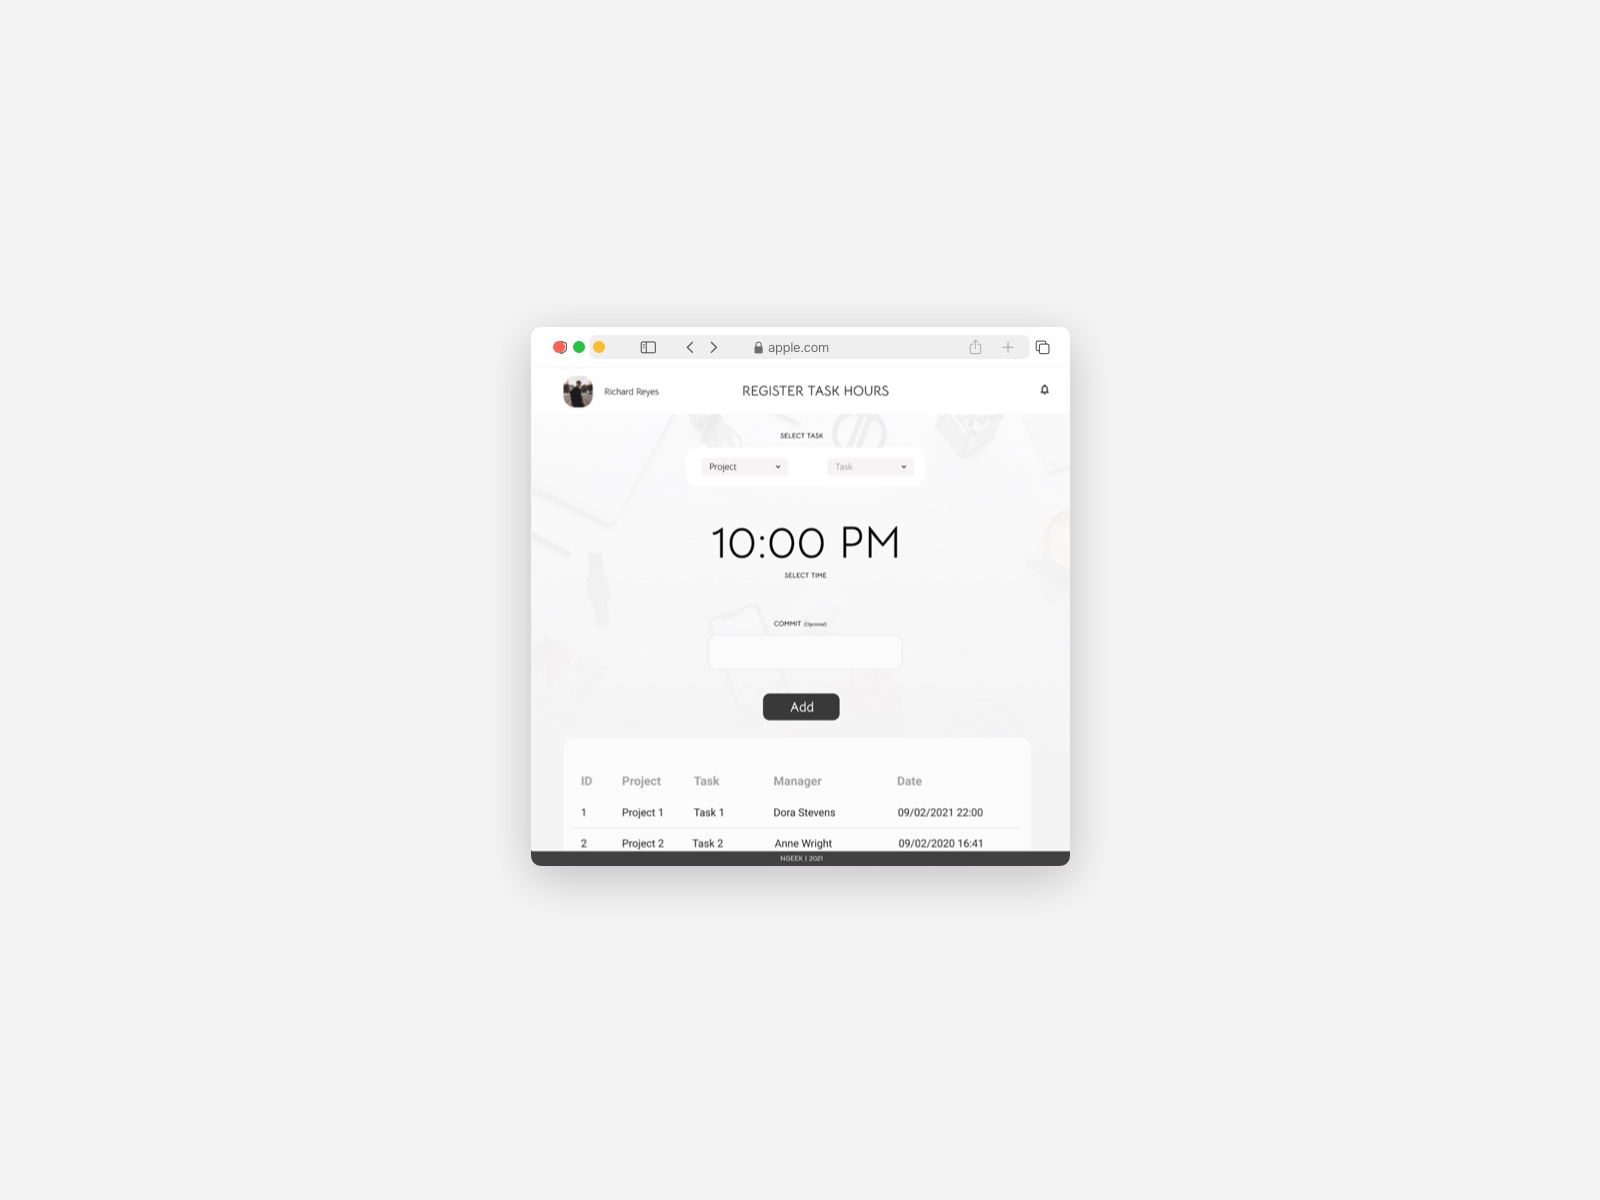 apple.com
Richard Reyes
REGISTER TASK HOURS
SELECT TASK
Project
Task
10:00 PM
SELECT TIME
COMMIT (Opcional)
Add
ID Project Task Manager Date
1 Project 1 Task 1 Dora Stevens 09/02/2021 22:00
2 Project 2 Task 2 Anne Wright 09/02/2020 16:41
NGEEK | 2021